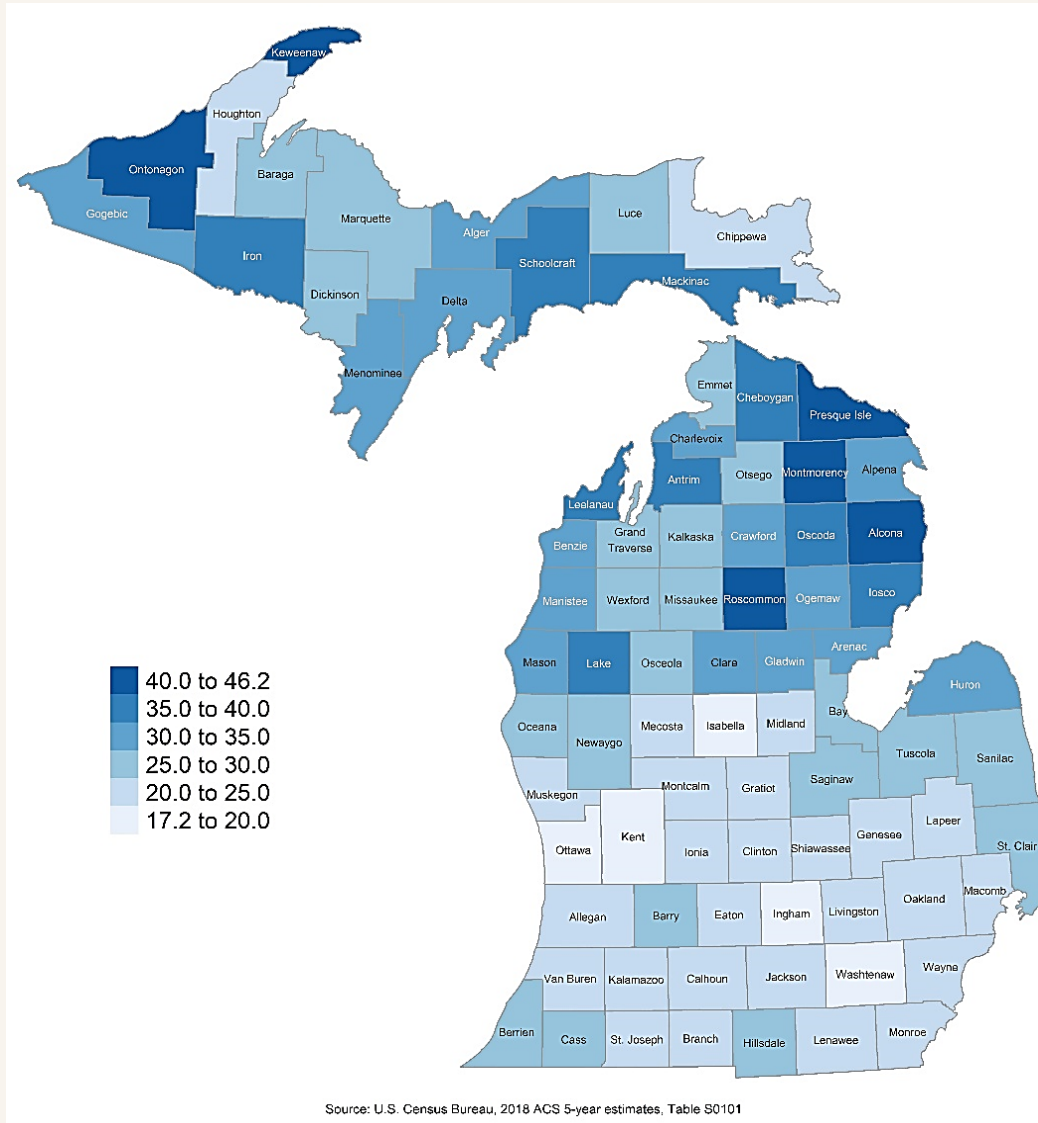 Keweenaw
Houghton
Ontonagon
Baraga
Gogebic
Marquette
Luce
Alger
Chippewa
Iron
Schoolcraft
Mackinac
Dickinson
Delta
Menominee
Emmet
Cheboygan
Presque Isle
Charlevoix
Antrim
Otsego
Montmorency
Alpena
Leelanau
Benzie
Grand
Traverse
Kalkaska
Crawford
Oscoda
Alcona
Manistee
Wexford
Missaukee
Roscommon
Ogemaw
Iosco
Mason
Lake
Osceola
Clare
Gladwin
Arenac
Huron
40.0 to 46.2
35.0 to 40.0
30.0 to 35.0
25.0 to 30.0
20.0 to 25.0
17.2 to 20.0
Oceana
Newaygo
Mecosta
Isabella
Midland
Bay
Tuscola
Sanilac
Muskegon
Montcalm
Gratiot
Saginaw
Ottawa
Kent
Ionia
Clinton
Shiawassee
Genesee
Lapeer
St. Clair
Allegan
Barry
Eaton
Ingham
Livingston
Oakland
Macomb
Van Buren
Kalamazoo
Calhoun
Jackson
Washtenaw
Wayne
Berrien
Cass
St. Joseph
Branch
Hillsdale
Lenawee
Monroe
Source: U.S. Census Bureau, 2018 ACS 5-year estimates, Table S0101